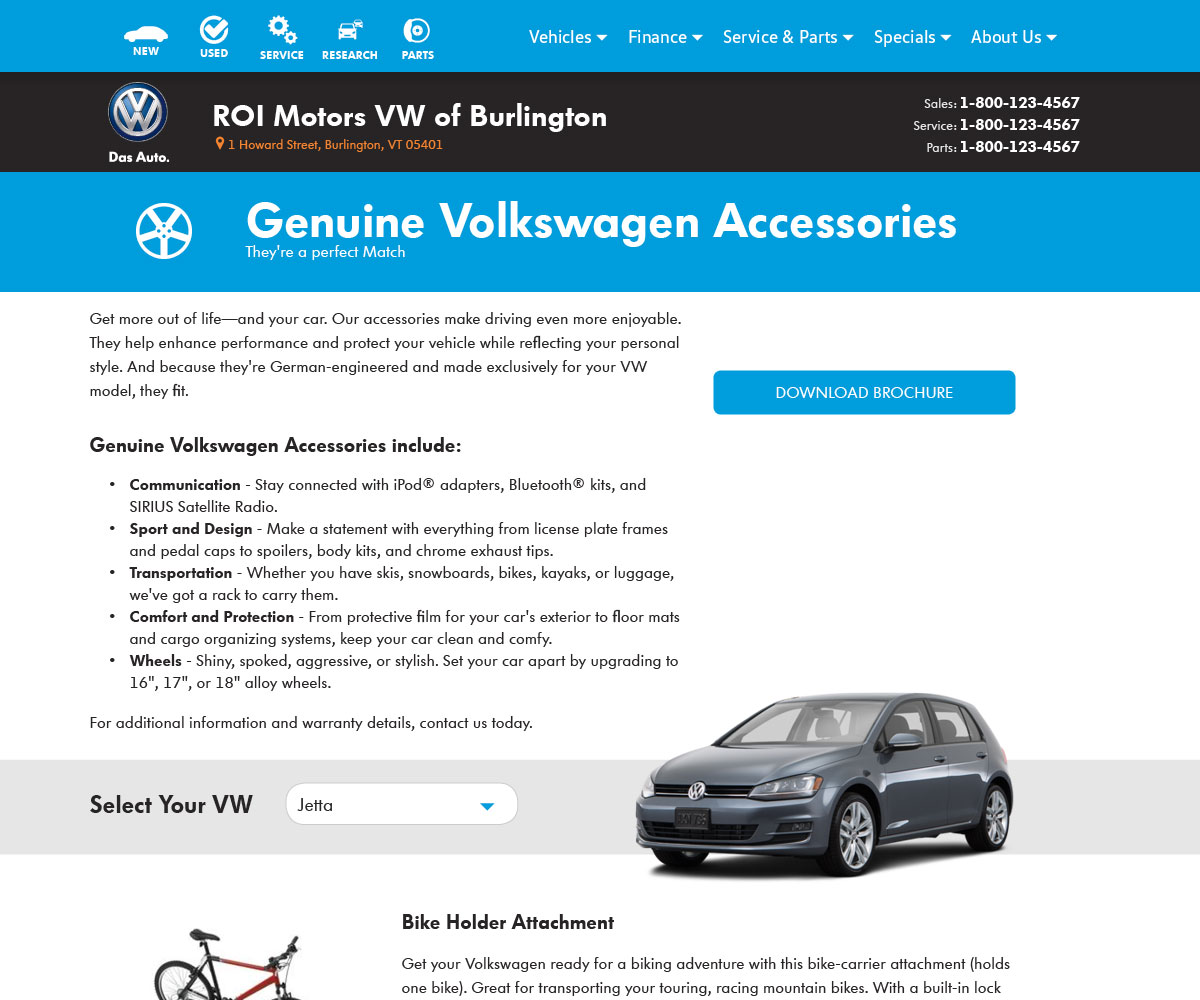 NEW
USED
SERVICE
RESEARCH
PARTS
Vehicles
Finance
Service & Parts
Specials
About Us
Das Auto.
ROI Motors VW of Burlington
1 Howard Street, Burlington, VT 05401
Sales: 1-800-123-4567
Service: 1-800-123-4567
Parts: 1-800-123-4567
Genuine Volkswagen Accessories
They're a perfect Match
Get more out of life—and your car. Our accessories make driving even more enjoyable.
They help enhance performance and protect your vehicle while reflecting your personal
style. And because they're German-engineered and made exclusively for your VW
model, they fit.
DOWNLOAD BROCHURE
Genuine Volkswagen Accessories include:
• Communication - Stay connected with iPod® adapters, Bluetooth® kits, and
SIRIUS Satellite Radio.
• Sport and Design - Make a statement with everything from license plate frames
and pedal caps to spoilers, body kits, and chrome exhaust tips.
• Transportation - Whether you have skis, snowboards, bikes, kayaks, or luggage,
we've got a rack to carry them.
• Comfort and Protection - From protective film for your car's exterior to floor mats
and cargo organizing systems, keep your car clean and comfy.
• Wheels - Shiny, spoked, aggressive, or stylish. Set your car apart by upgrading to
16", 17", or 18" alloy wheels.
For additional information and warranty details, contact us today.
Select Your VW
Jetta
Bike Holder Attachment
Get your Volkswagen ready for a biking adventure with this bike-carrier attachment (holds
one bike). Great for transporting your touring, racing mountain bikes. With a built-in lock